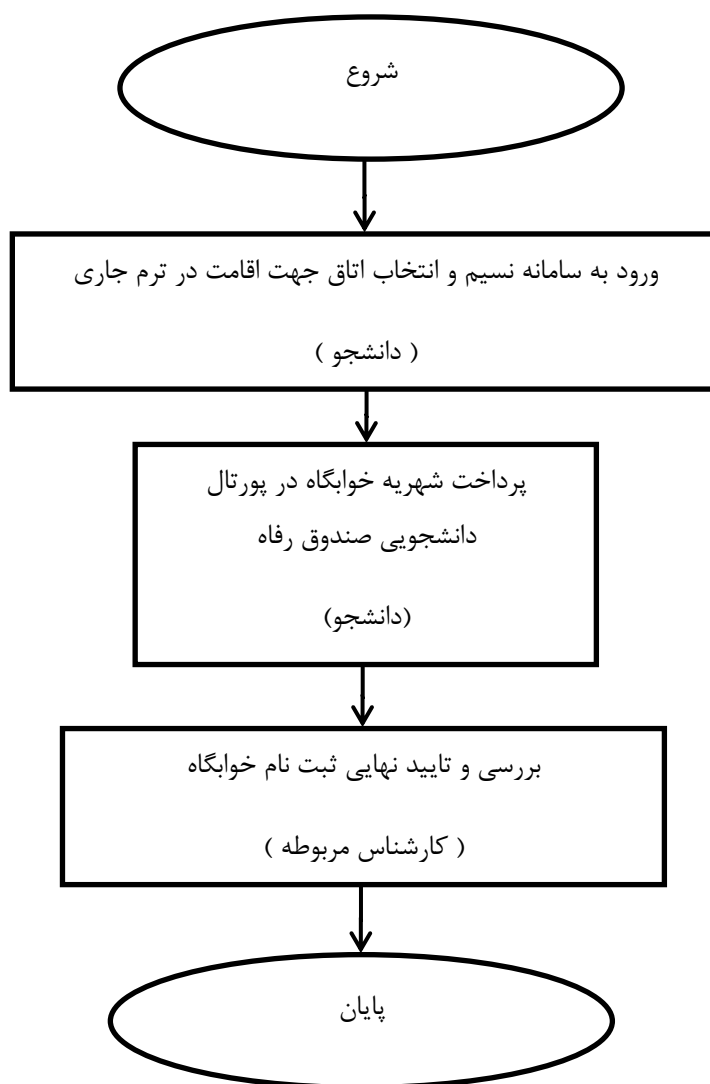 شروع
ورود به سامانه نسیم و انتخاب اتاق جهت اقامت در ترم جاری
( دانشجو )
پرداخت شهریه خوابگاه در پورتال
دانشجویی صندوق رفاه
(دانشجو)
بررسی و تایید نهایی ثبت نام خوابگاه
( کارشناس مربوطه )
پایان